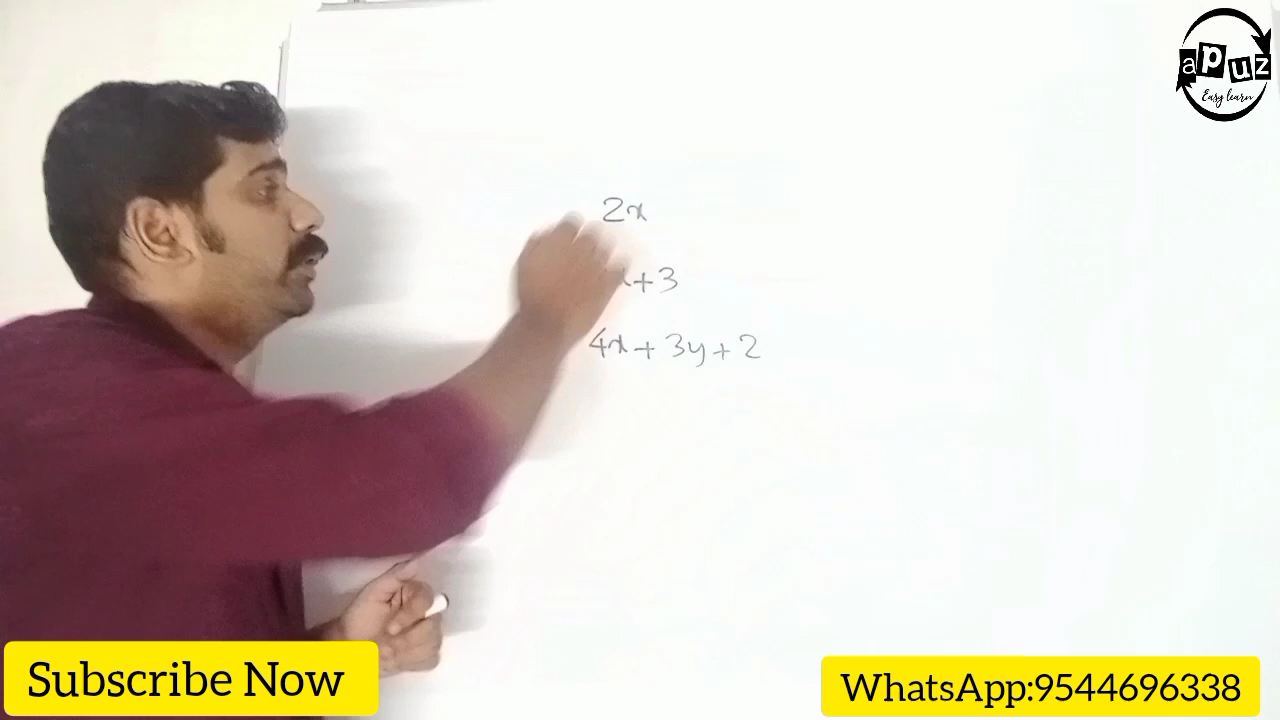 apuz
Easy learn
2x
+3
4x+3y+2
Subscribe Now
WhatsApp:9544696338